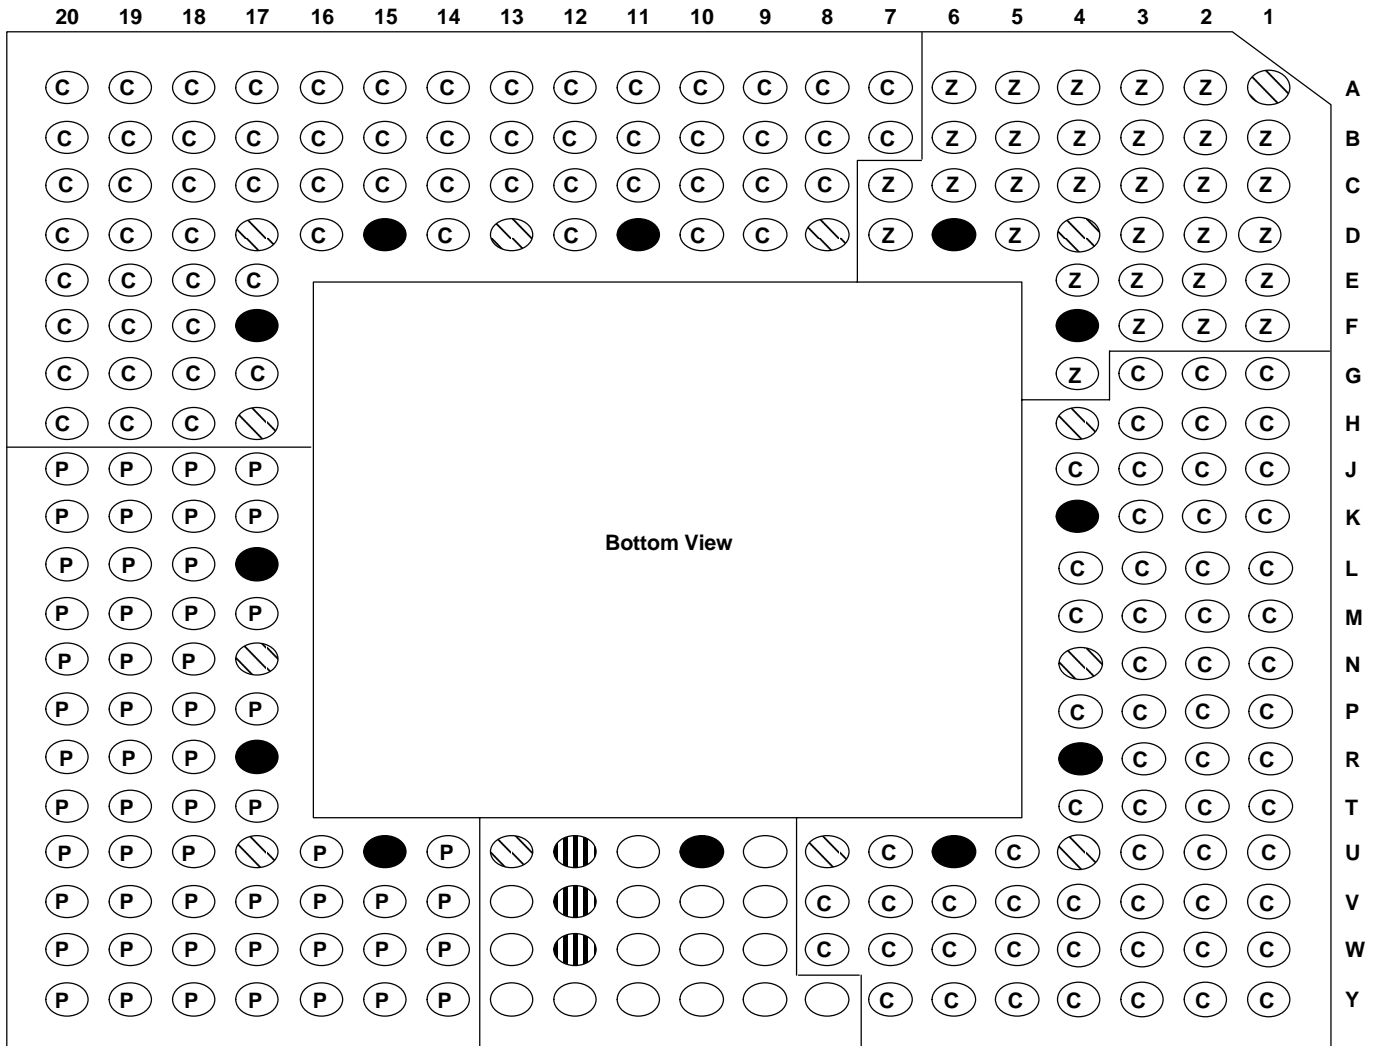 20 19 18 17 16 15 14 13 12 11 10 9 8 7 6 5 4 3 2 1
C C C C C C C C C C C C C C Z Z Z Z Z A
C C C C C C C C C C C C C C Z Z Z Z Z Z B
C C C C C C C C C C C C C Z Z Z Z Z Z Z C
C C C C C C C C Z Z Z Z Z D
C C C C Z Z Z Z E
C C C Z Z Z F
C C C C Z C C C G
C C C C C C H
P P P P C C C C J
P P P P C C C K
Bottom View
P P P C C C C L
P P P P C C C C M
P P P C C C N
P P P P C C C C P
P P P C C C R
P P P P C C C C T
P P P P P C C C C C U
P P P P P P P C C C C C C C C V
P P P P P P P C C C C C C C C W
P P P P P P P C C C C C C C Y